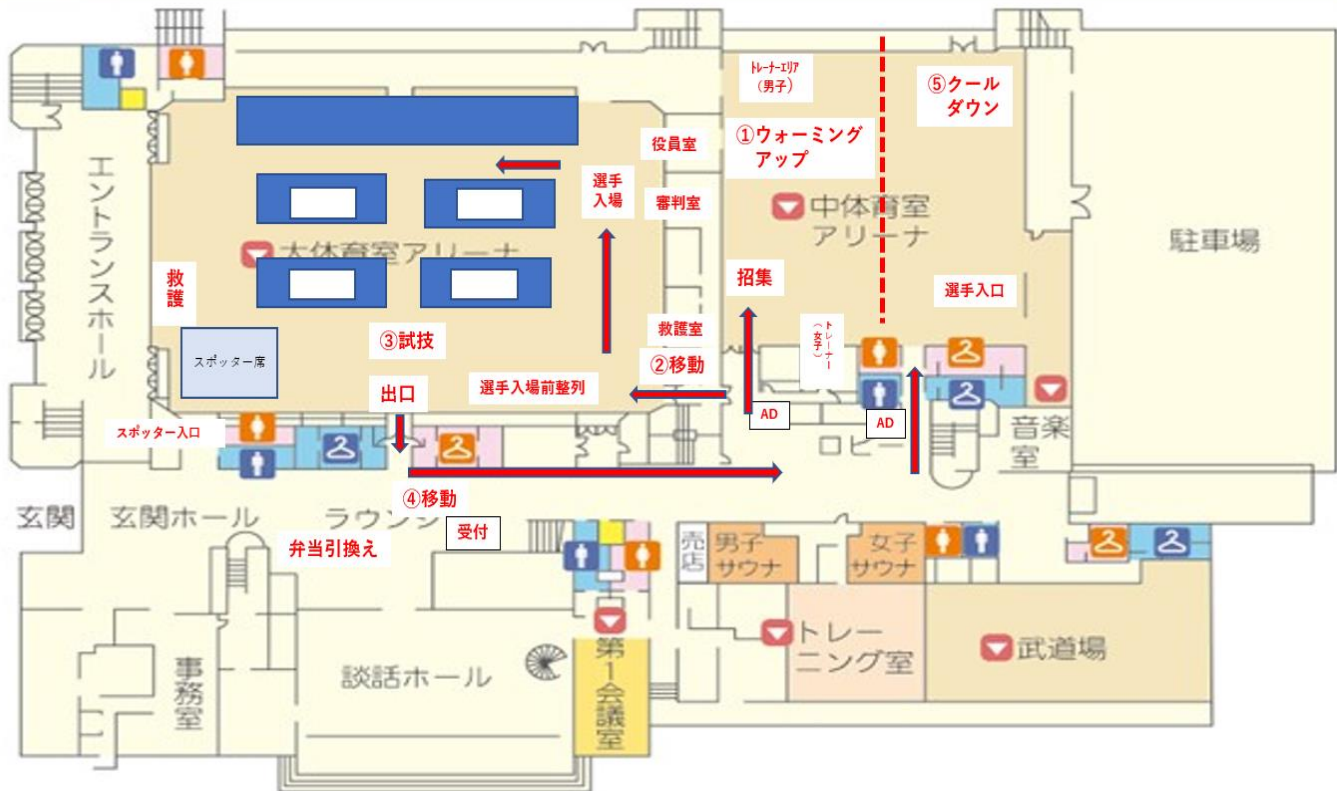 トレーナーエリア
(男子)
⑤クール
ダウン
①ウォーミング
アップ
役員室
選手
入場
審判室
中体育室
アリーナ
エントランスホール
大体育室アリーナ
駐車場
救護
招集
選手入口
スポッター席
③試技
救護室
トレーナー
(女子)
②移動
選手入場前整列
出口
AD
AD
スポッター入口
ロビー
音楽室
④移動
玄関
玄関ホール
ラウンジ
受付
弁当引換え
売店
男子
サウナ
女子
サウナ
事務室
談話ホール
第1会議室
トレー
ニング室
武道場